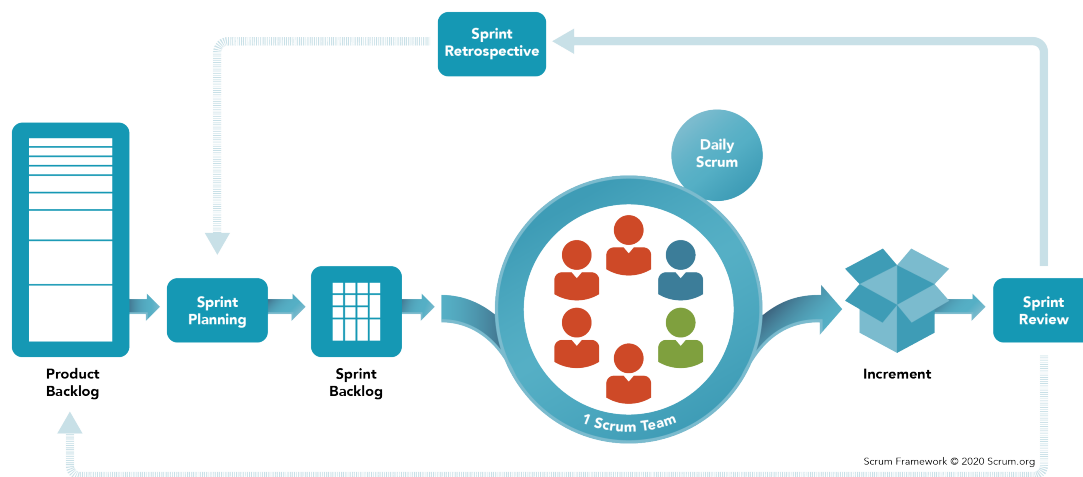 Sprint
Retrospective
Daily
Scrum
Sprint
Planning
Sprint
Review
Product
Backlog
Sprint
Backlog
Increment
1 Scrum Team
Scrum Framework © 2020 Scrum.org